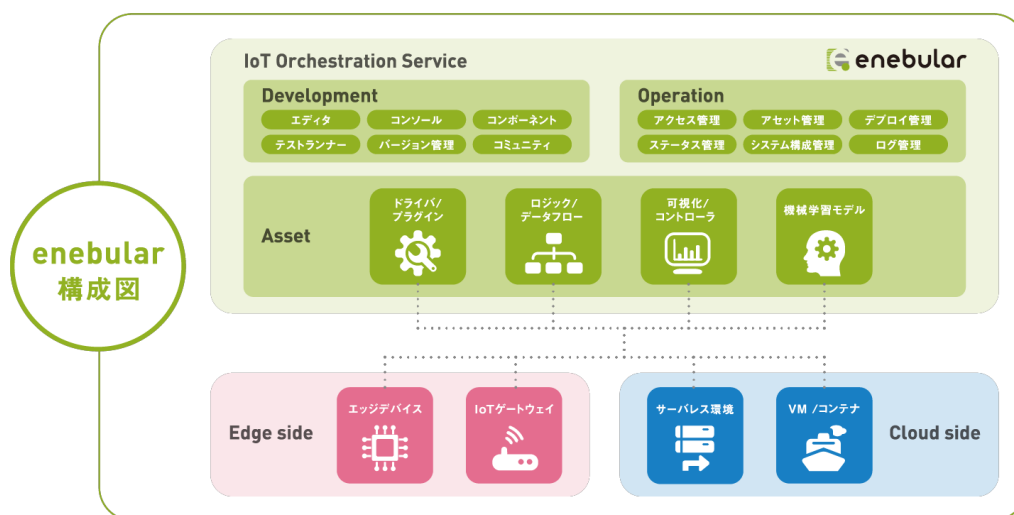 IoT Orchestration Service
enebular
Development
エディタ
コンソール
コンポーネント
テストランナー
バージョン管理
コミュニティ
Operation
アクセス管理
アセット管理
デプロイ管理
ステータス管理
システム構成管理
ログ管理
enebular
構成図
Asset
ドライバ/
プラグイン
ロジック/
データフロー
可視化/
コントローラ
機械学習モデル
Edge side
エッジデバイス
IoTゲートウェイ
サーバレス環境
VM /コンテナ
Cloud side